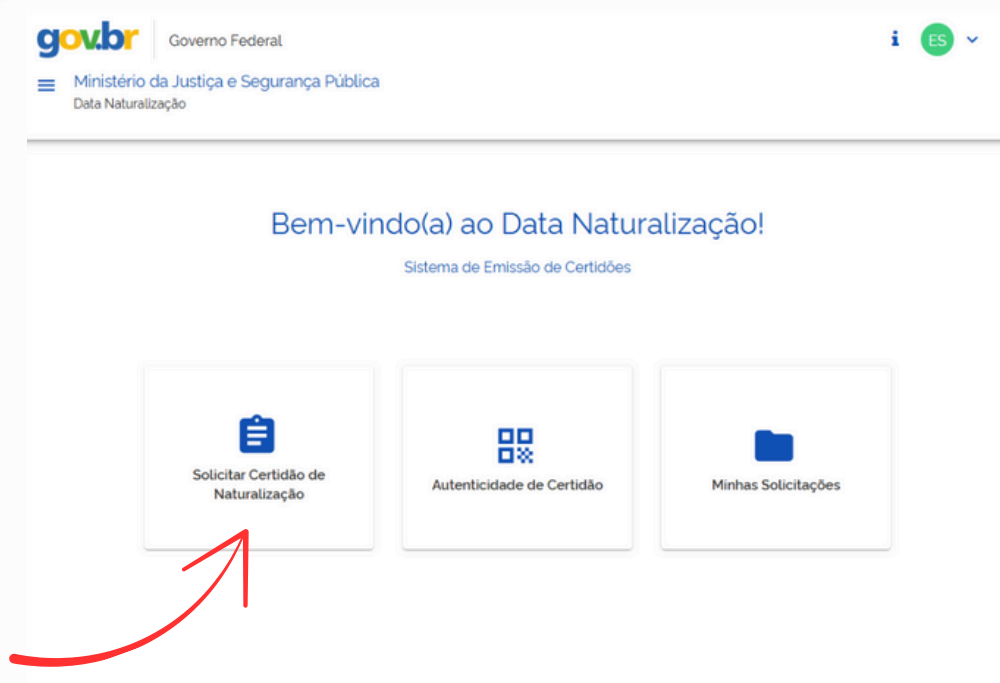 gov.br
Governo Federal
ES
Ministério da Justiça e Segurança Pública
Data Naturalização
Bem-vindo(a) ao Data Naturalização!
Sistema de Emissão de Certidões
Solicitar Certidão de
Naturalização
Autenticidade de Certidão
Minhas Solicitações